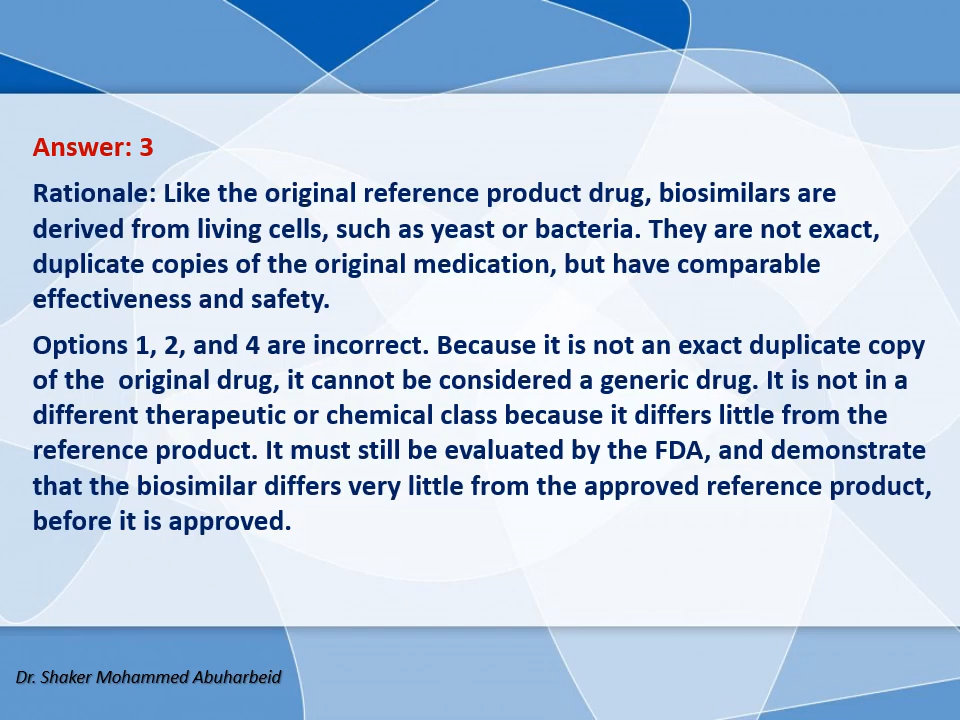 Answer: 3
Rationale: Like the original reference product drug, biosimilars are
derived from living cells, such as yeast or bacteria. They are not exact,
duplicate copies of the original medication, but have comparable
effectiveness and safety.
Options 1, 2, and 4 are incorrect. Because it is not an exact duplicate copy
of the  original drug, it cannot be considered a generic drug. It is not in a
different therapeutic or chemical class because it differs little from the
reference product. It must still be evaluated by the FDA, and demonstrate
that the biosimilar differs very little from the approved reference product,
before it is approved.
Dr. Shaker Mohammed Abuharbeid